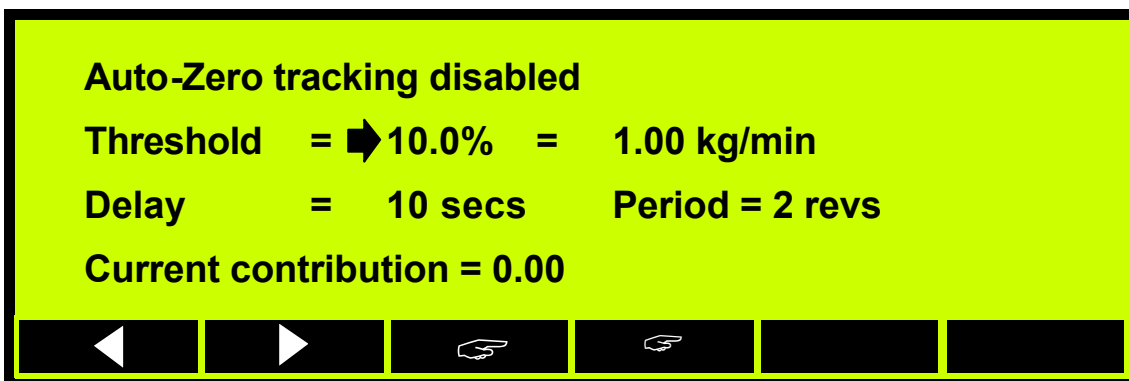 Auto-Zero tracking disabled
Threshold = 10.0% = 1.00 kg/min
Delay = 10 secs Period = 2 revs
Current contribution = 0.00